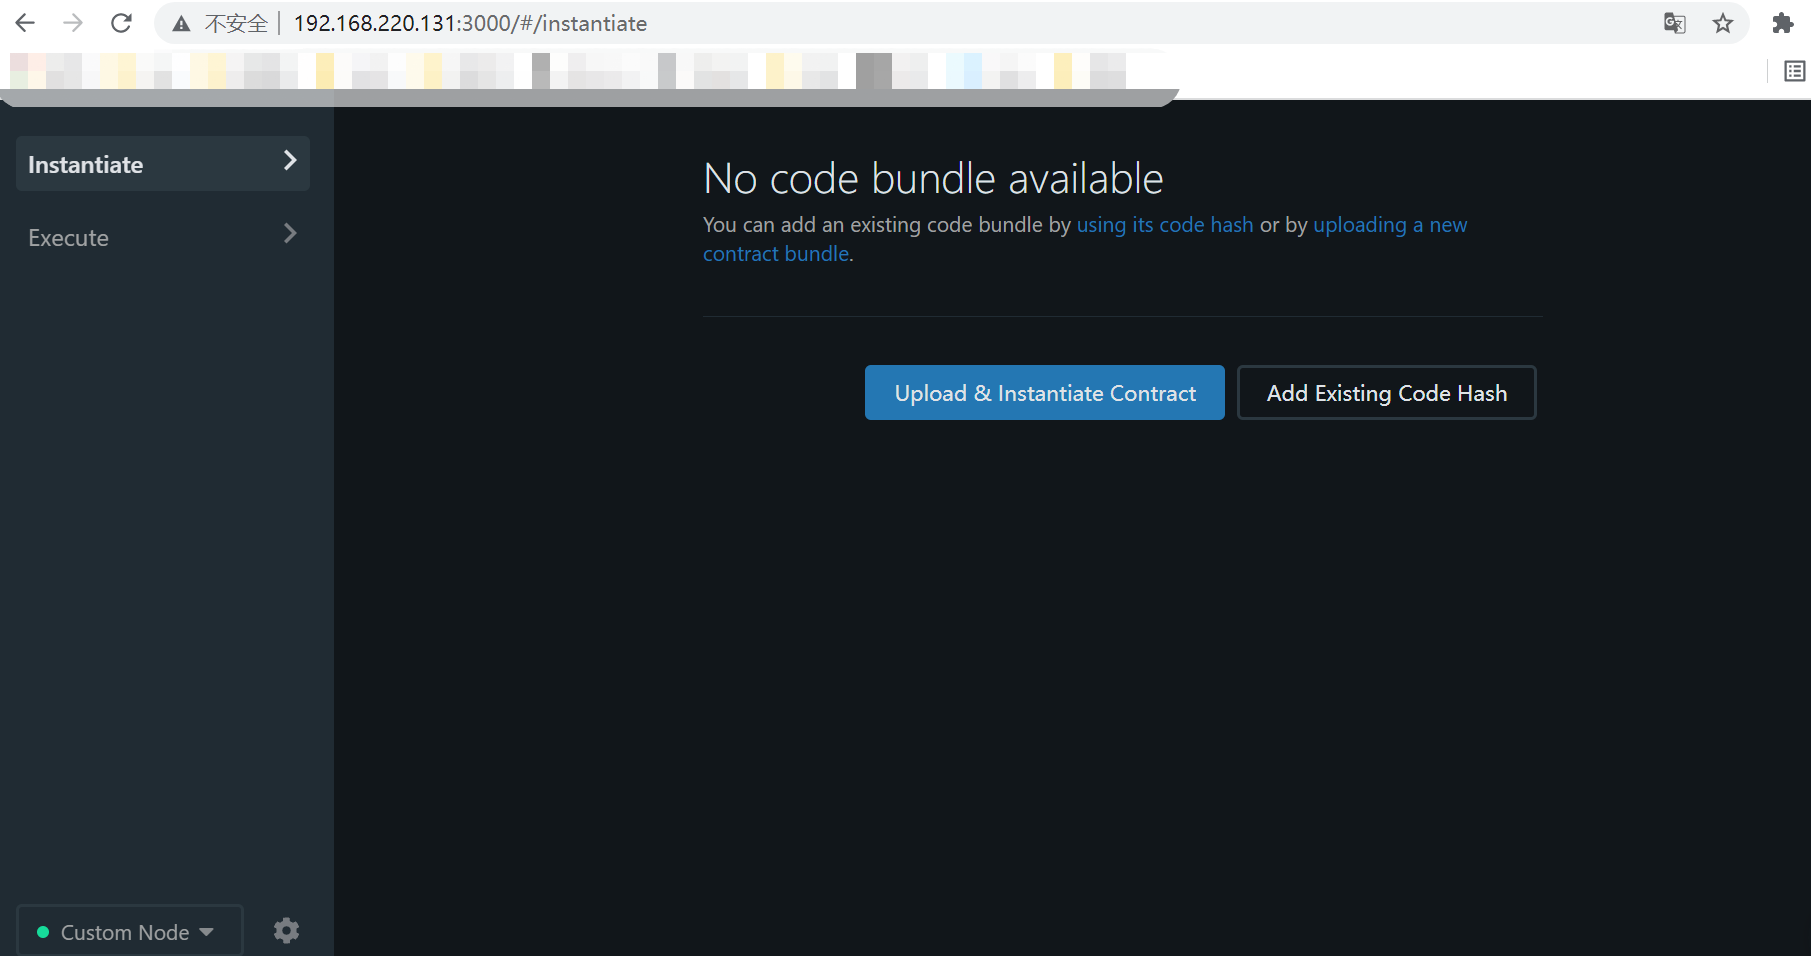 不安全 | 192.168.220.131:3000/#/instantiate
Instantiate
Execute
No code bundle available
You can add an existing code bundle by using its code hash or by uploading a new
contract bundle.
Upload & Instantiate Contract
Add Existing Code Hash
Custom Node